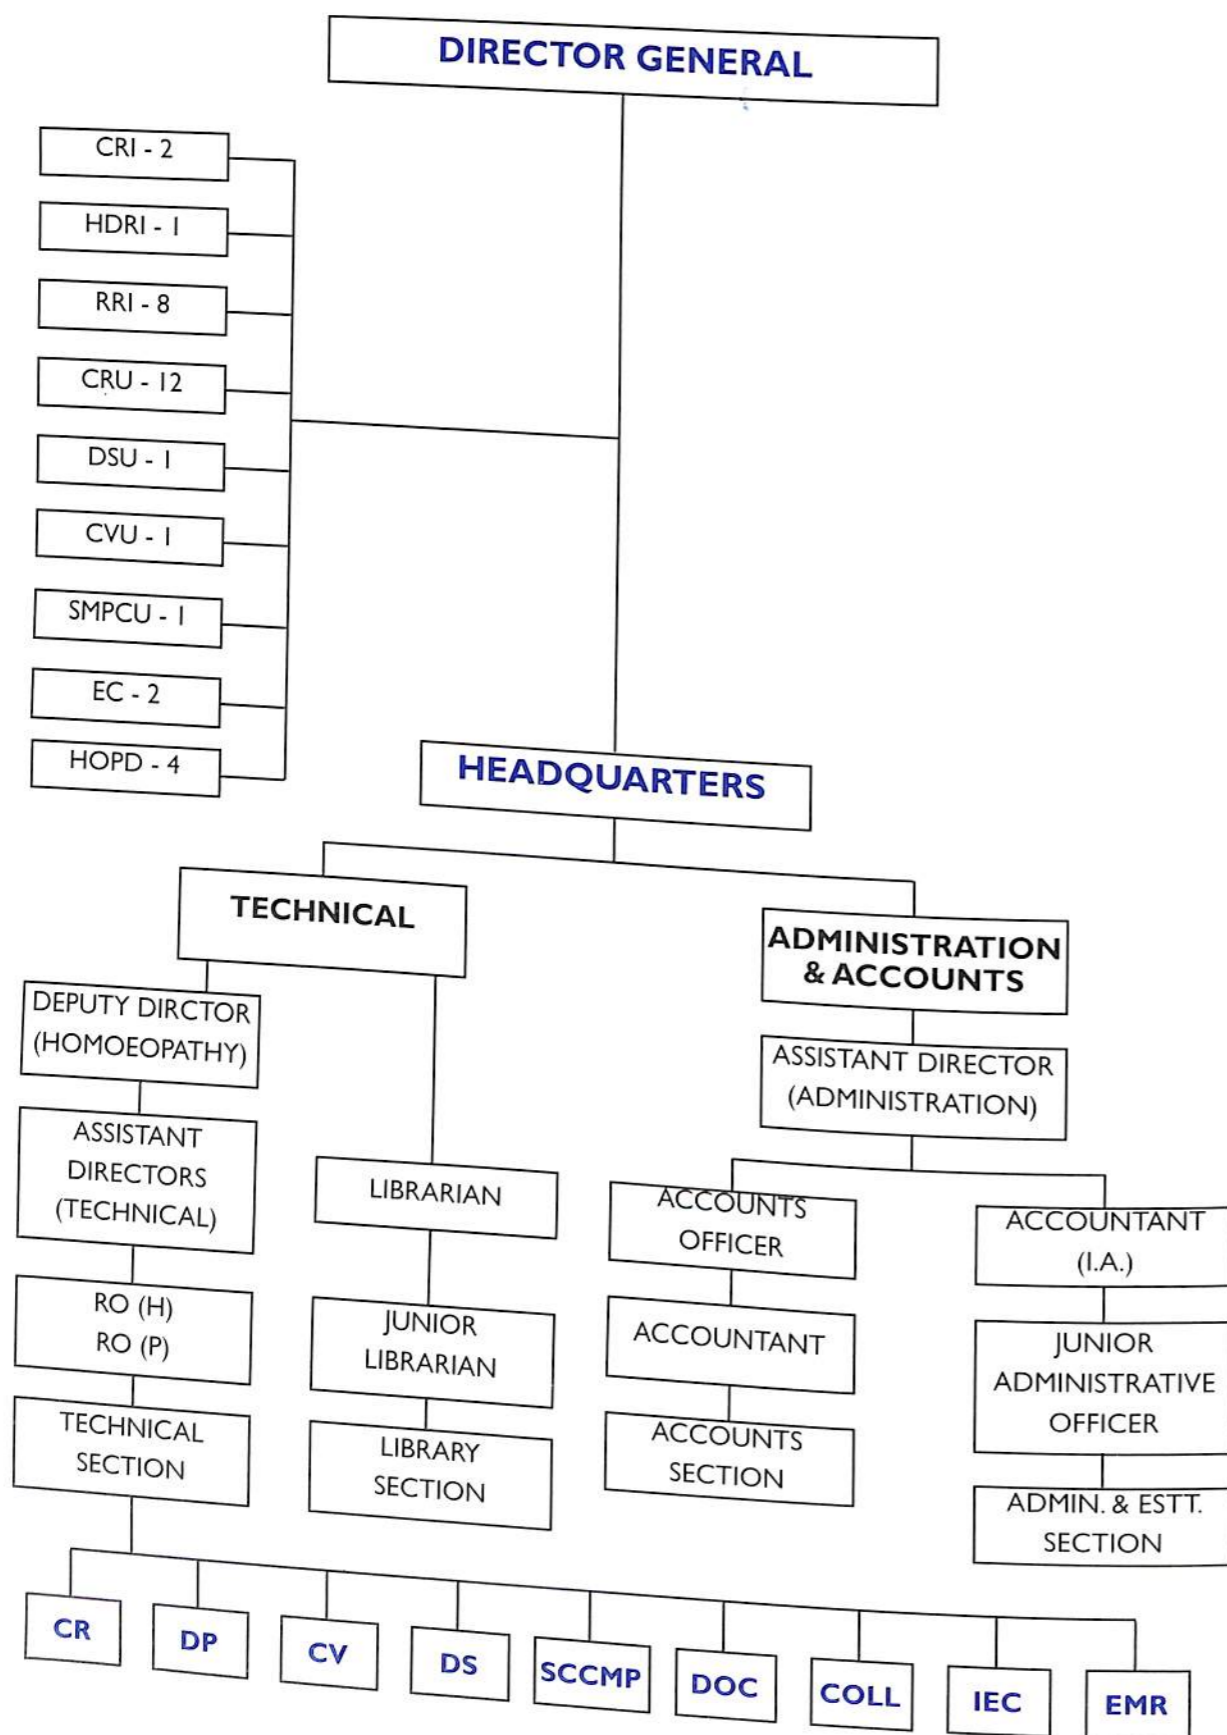 DIRECTOR GENERAL
CRI - 2
HDRI - 1
RRI - 8
CRU - 12
DSU - 1
CVU - 1
SMPCU - 1
EC - 2
HOPD - 4
HEADQUARTERS
TECHNICAL
ADMINISTRATION
& ACCOUNTS
DEPUTY DIRCTOR
(HOMOEOPATHY)
ASSISTANT DIRECTOR
(ADMINISTRATION)
ASSISTANT
DIRECTORS
(TECHNICAL)
LIBRARIAN
ACCOUNTS
OFFICER
ACCOUNTANT
(I.A.)
RO (H)
RO (P)
JUNIOR
LIBRARIAN
ACCOUNTANT
JUNIOR
ADMINISTRATIVE
OFFICER
TECHNICAL
SECTION
LIBRARY
SECTION
ACCOUNTS
SECTION
ADMIN. & ESTT.
SECTION
CR
DP
CV
DS
SCCMP
DOC
COLL
IEC
EMR